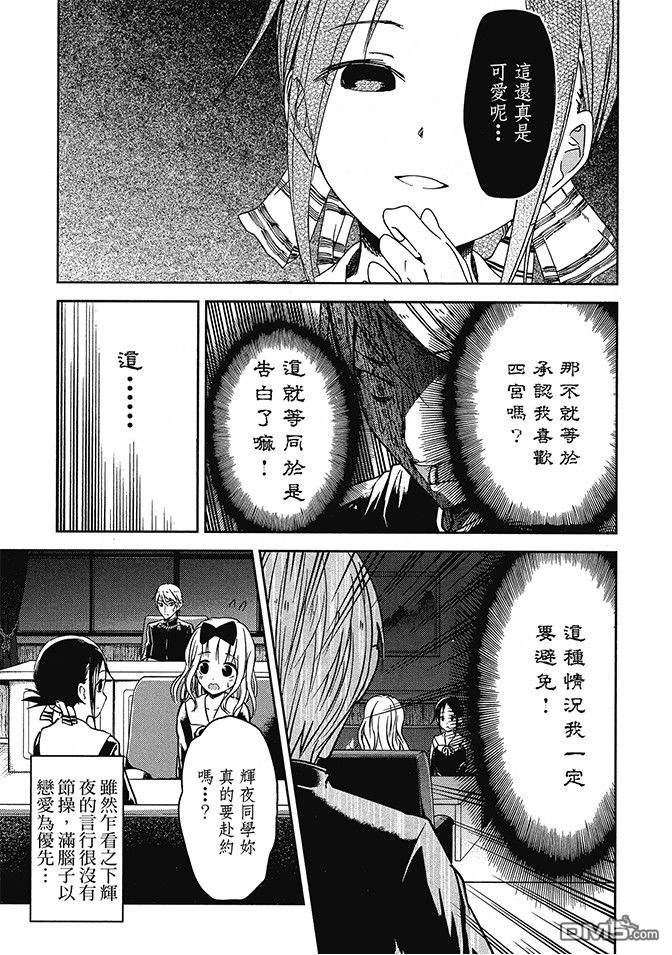 這還真是
可愛呢…
那不就等於
承認我喜歡
四宮嗎？
這就等同於是
告白了嘛！
這……
這種情況我一定
要避免！
輝夜同學妳
真的要赴約
嗎…？
雖然乍看之下輝
夜的言行很沒有
節操，滿腦子以
戀愛為優先…
DM5.com